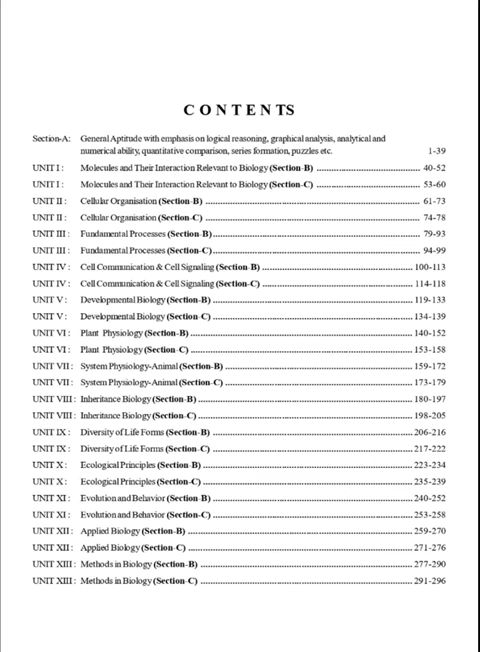 CONTENTS
Section-A: General Aptitude with emphasis on logical reasoning, graphical analysis, analytical and
numerical ability, quantitative comparison, series formation, puzzles etc. 1-39
UNIT I : Molecules and Their Interaction Relevant to Biology (Section-B) 40-52
UNIT I : Molecules and Their Interaction Relevant to Biology (Section-C) 53-60
UNIT II : Cellular Organisation (Section-B) 61-73
UNIT II : Cellular Organisation (Section-C) 74-78
UNIT III : Fundamental Processes (Section-B) 79-93
UNIT III : Fundamental Processes (Section-C) 94-99
UNIT IV : Cell Communication & Cell Signaling (Section-B) 100-113
UNIT IV : Cell Communication & Cell Signaling (Section-C) 114-118
UNIT V : Developmental Biology (Section-B) 119-133
UNIT V : Developmental Biology (Section-C) 134-139
UNIT VI : Plant Physiology (Section-B) 140-152
UNIT VI : Plant Physiology (Section-C) 153-158
UNIT VII : System Physiology-Animal (Section-B) 159-172
UNIT VII : System Physiology-Animal (Section-C) 173-179
UNIT VIII : Inheritance Biology (Section-B) 180-197
UNIT VIII : Inheritance Biology (Section-C) 198-205
UNIT IX : Diversity of Life Forms (Section-B) 206-216
UNIT IX : Diversity of Life Forms (Section-C) 217-222
UNIT X : Ecological Principles (Section-B) 223-234
UNIT X : Ecological Principles (Section-C) 235-239
UNIT XI : Evolution and Behavior (Section-B) 240-252
UNIT XI : Evolution and Behavior (Section-C) 253-258
UNIT XII : Applied Biology (Section-B) 259-270
UNIT XII : Applied Biology (Section-C) 271-276
UNIT XIII : Methods in Biology (Section-B) 277-290
UNIT XIII : Methods in Biology (Section-C) 291-296